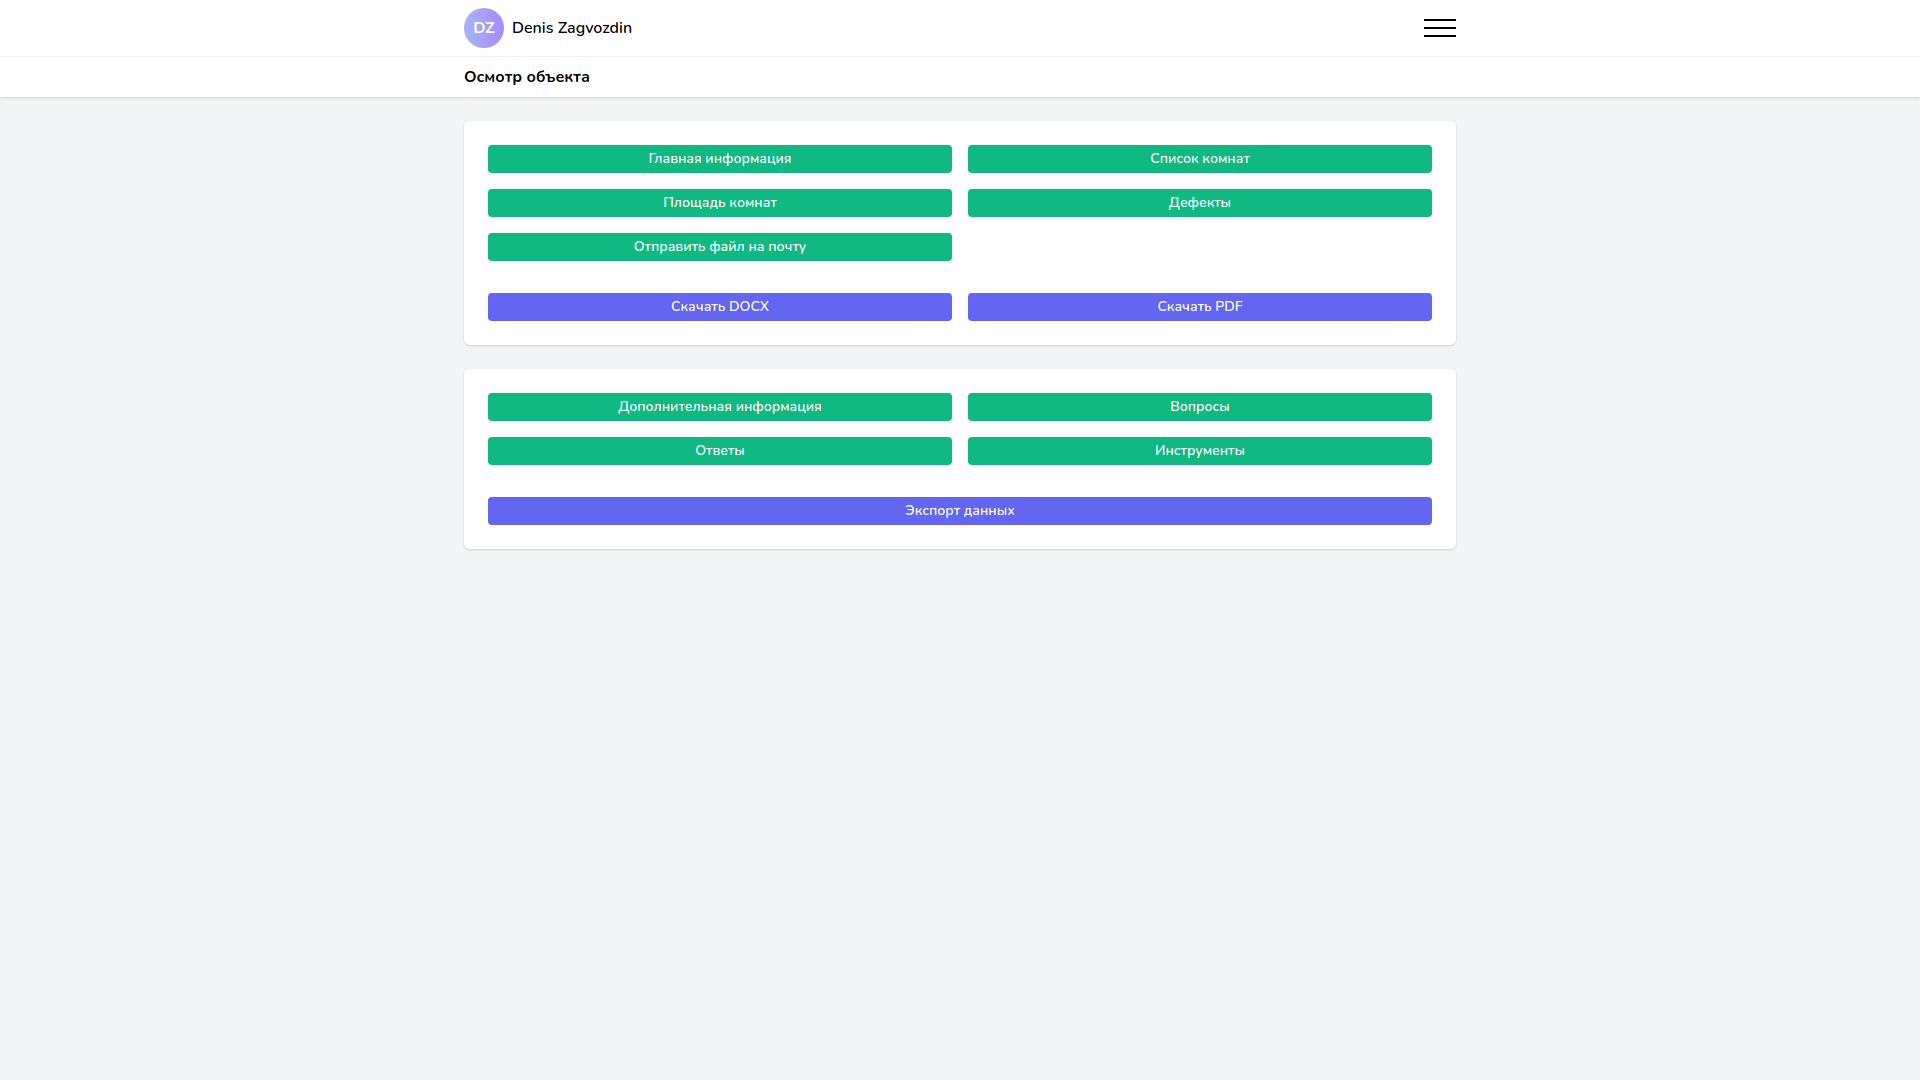 DZ Denis Zagvozdin
Осмотр объекта
Главная информация
Список комнат
Площадь комнат
Дефекты
Отправить файл на почту
Скачать DOCX
Скачать PDF
Дополнительная информация
Вопросы
Ответы
Инструменты
Экспорт данных